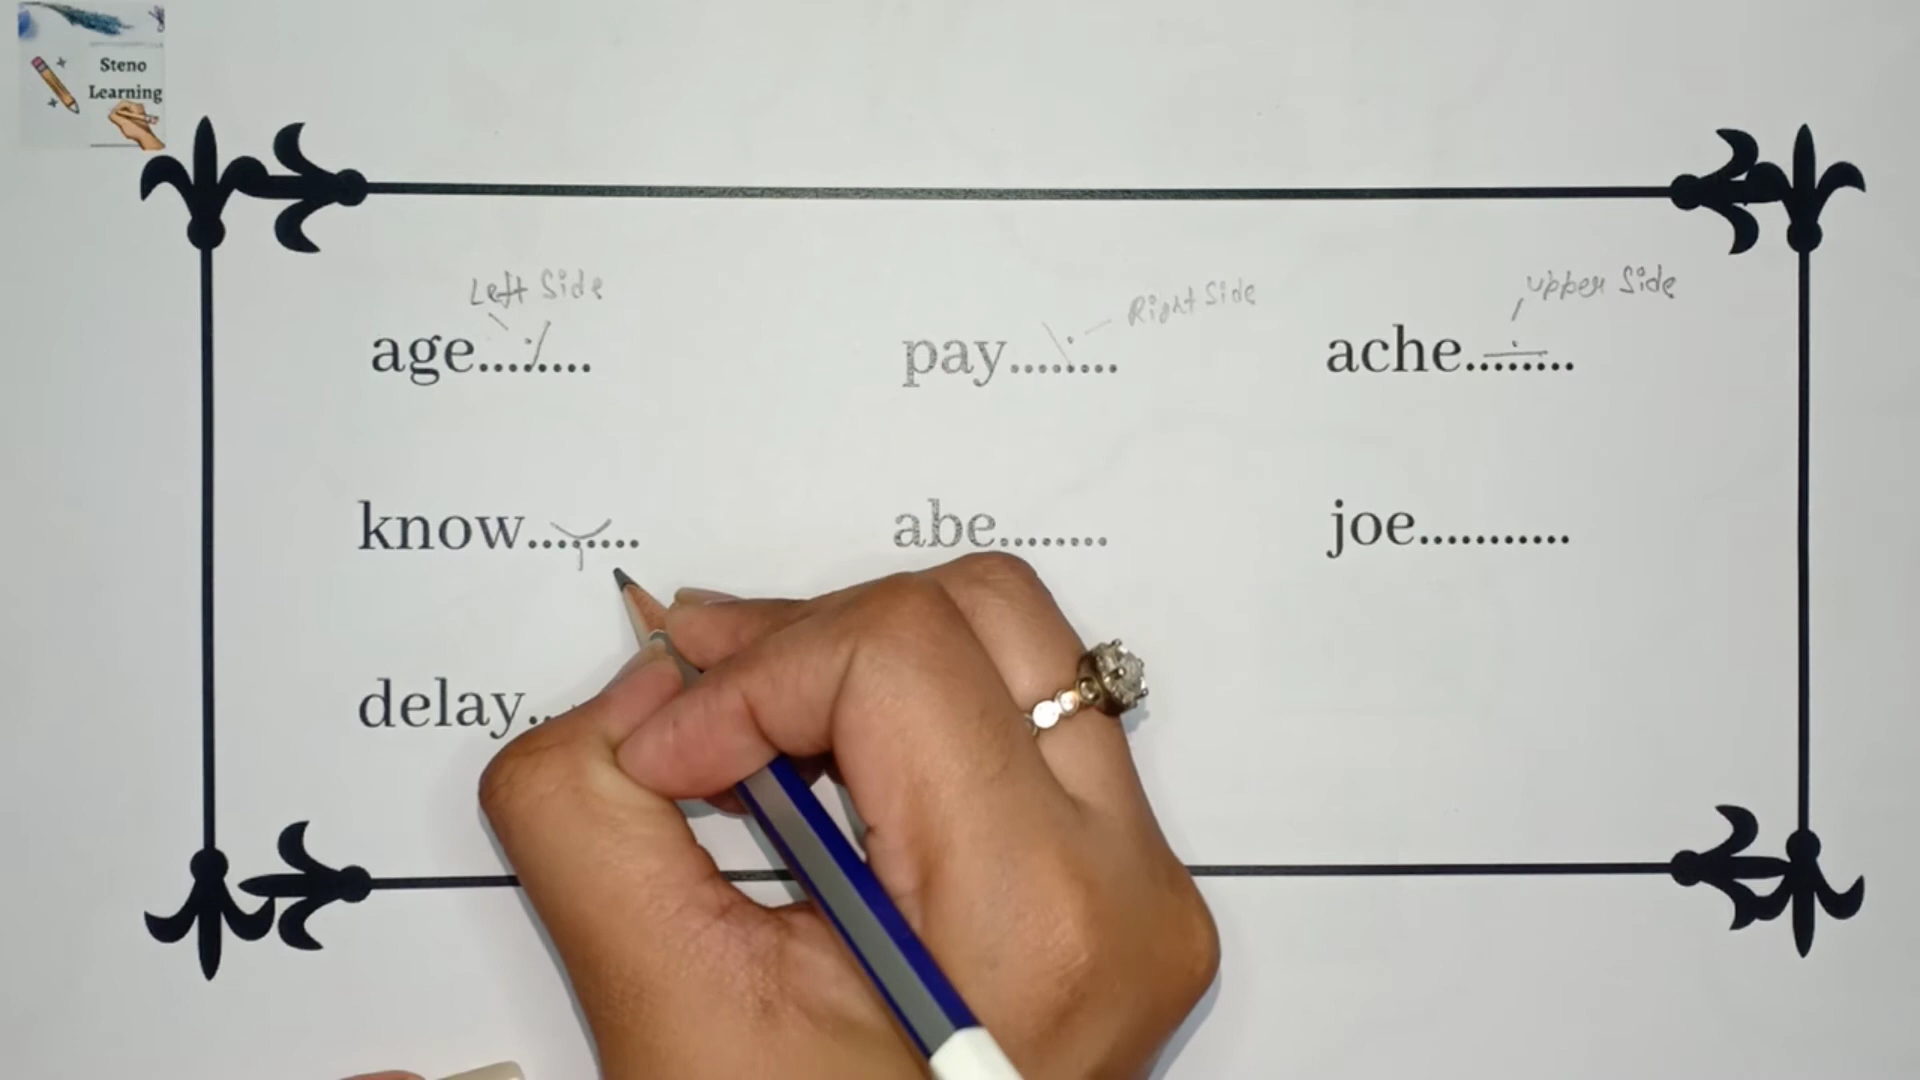 Steno
Learning
Left Side
Right Side
Upper Side
age........
pay........
ache........
know........
abe........
joe...........
delay..